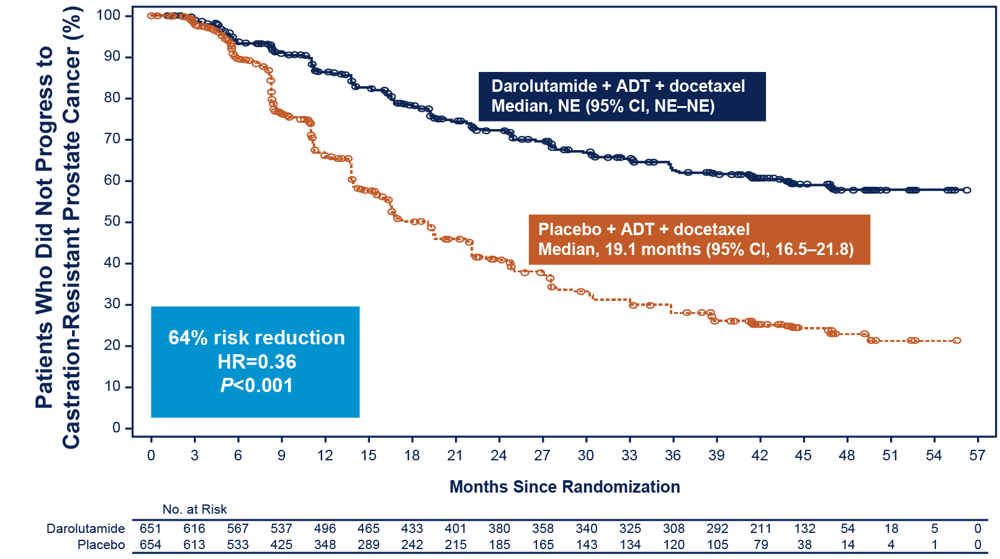 Patients Who Did Not Progress to
Castration-Resistant Prostate Cancer (%)
100
90
80
70
60
50
40
30
20
10
0
Darolutamide + ADT + docetaxel
Median, NE (95% CI, NE–NE)
Placebo + ADT + docetaxel
Median, 19.1 months (95% CI, 16.5–21.8)
64% risk reduction
HR=0.36
P<0.001
0 3 6 9 12 15 18 21 24 27 30 33 36 39 42 45 48 51 54 57
Months Since Randomization
No. at Risk
Darolutamide 651 616 567 537 496 465 433 401 380 358 340 325 308 292 211 132 54 18 5 0
Placebo 654 613 533 425 348 289 242 215 185 165 143 134 120 105 79 38 14 4 1 0